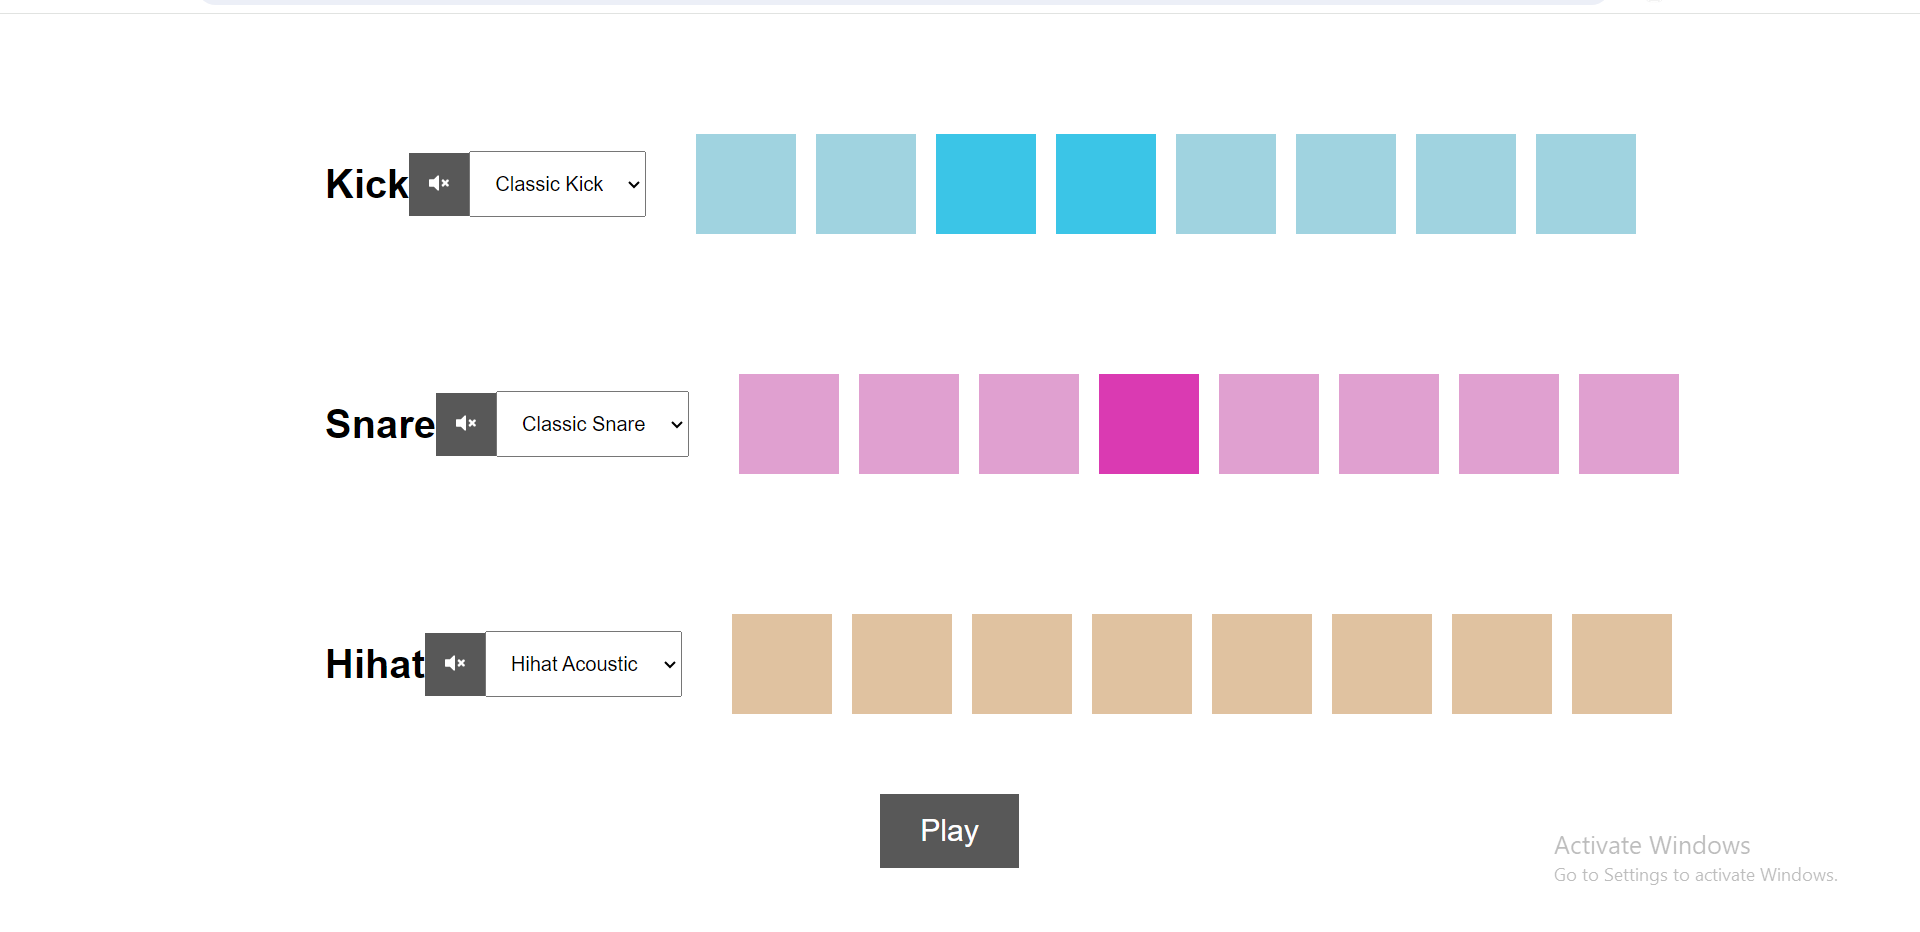 Kick Classic Kick
Snare Classic Snare
Hihat Hihat Acoustic
Play
Activate Windows
Go to Settings to activate Windows.